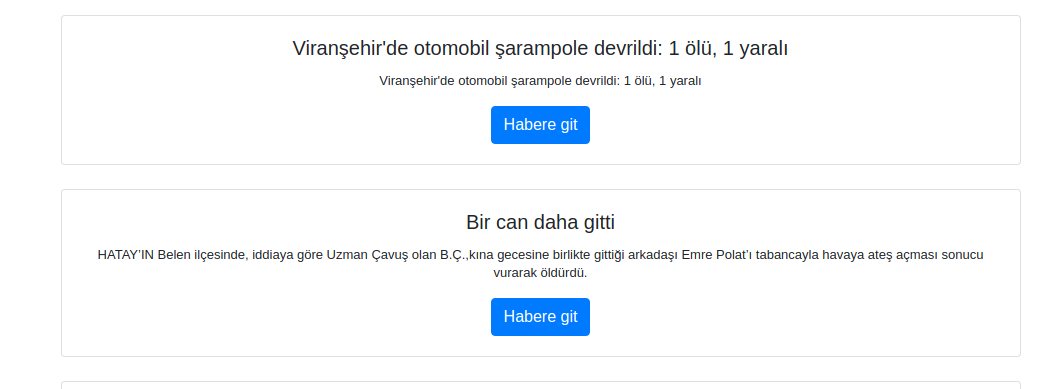 Viranşehir'de otomobil şarampole devrildi: 1 ölü, 1 yaralı
Viranşehir'de otomobil şarampole devrildi: 1 ölü, 1 yaralı
Habere git
Bir can daha gitti
HATAY'IN Belen ilçesinde, iddiaya göre Uzman Çavuş olan B.Ç.,kına gecesine birlikte gittiği arkadaşı Emre Polat’ı tabancayla havaya ateş açması sonucu
vurarak öldürdü.
Habere git